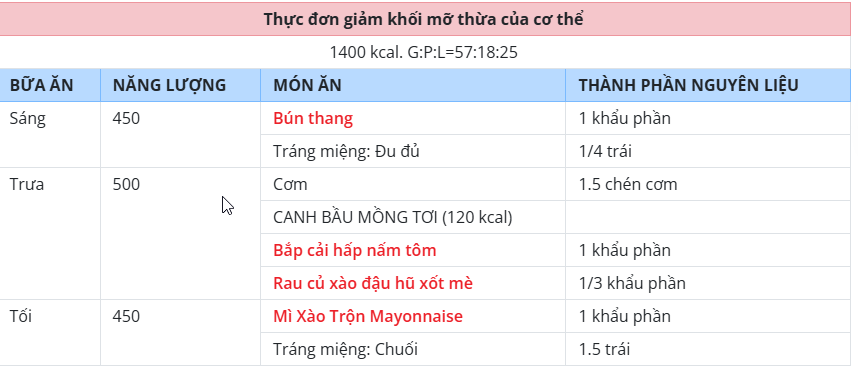 Thực đơn giảm khối mỡ thừa của cơ thể
1400 kcal. G:P:L=57:18:25
BỮA ĂN NĂNG LƯỢNG MÓN ĂN THÀNH PHẦN NGUYÊN LIỆU
Sáng 450 Bún thang 1 khẩu phần
Tráng miệng: Đu đủ 1/4 trái
Trưa 500 Cơm 1.5 chén cơm
CANH BẦU MỒNG TƠI (120 kcal)
Bắp cải hấp nấm tôm 1 khẩu phần
Rau củ xào đậu hũ xốt mè 1/3 khẩu phần
Tối 450 Mì Xào Trộn Mayonnaise 1 khẩu phần
Tráng miệng: Chuối 1.5 trái